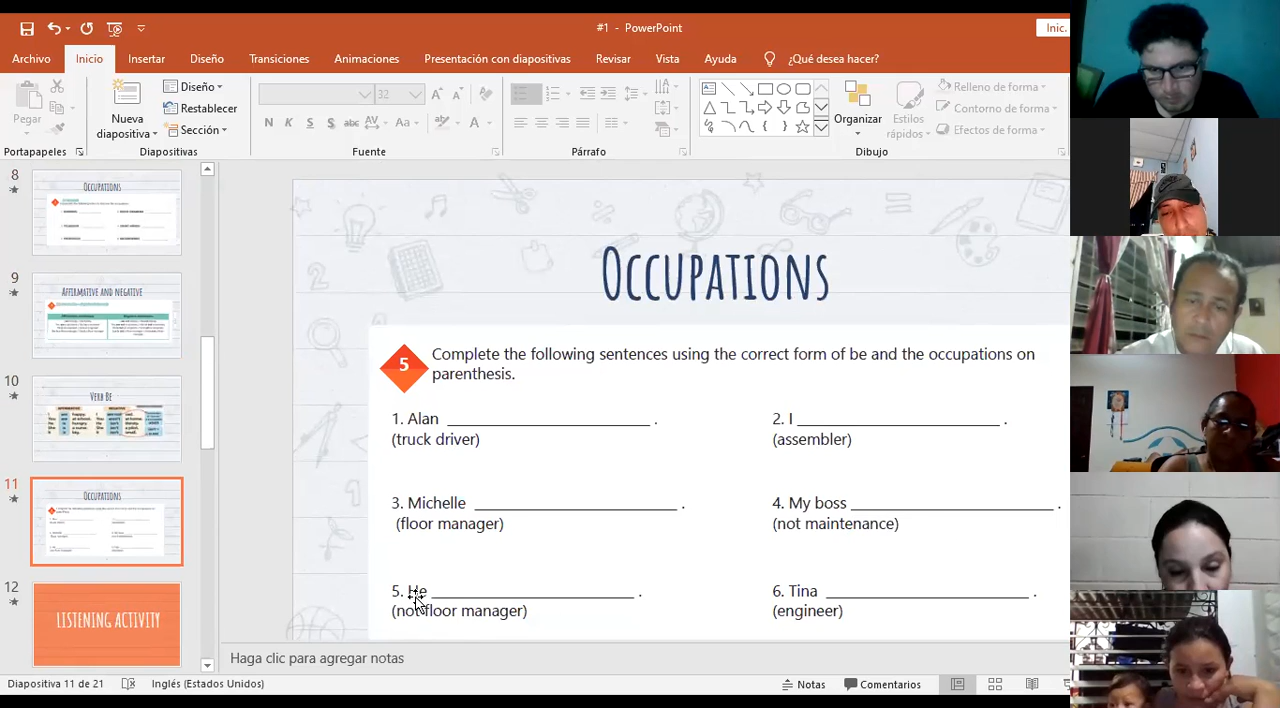 #1 - PowerPoint
Inic.
Archivo Inicio Insertar Diseño Transiciones Animaciones Presentación con diapositivas Revisar Vista Ayuda ¿Qué desea hacer?
Pegar
Nueva diapositiva
Diseño
Restablecer
Sección
32
N K S S abc AV Aa A
Organizar
Estilos rápidos
Relleno de forma
Contorno de forma
Efectos de forma
Portapapeles Diapositivas Fuente Párrafo Dibujo
8
OCCUPATIONS
9
AFFIRMATIVE AND NEGATIVE
10
VERB BE
11
OCCUPATIONS
12
LISTENING ACTIVITY
OCCUPATIONS
5 Complete the following sentences using the correct form of be and the occupations on
parenthesis.
1. Alan ______________________ .
(truck driver)
2. I ______________________ .
(assembler)
3. Michelle ______________________ .
(floor manager)
4. My boss ______________________ .
(not maintenance)
5. He ______________________ .
(not floor manager)
6. Tina ______________________ .
(engineer)
Haga clic para agregar notas
Diapositiva 11 de 21 Inglés (Estados Unidos) Notas Comentarios